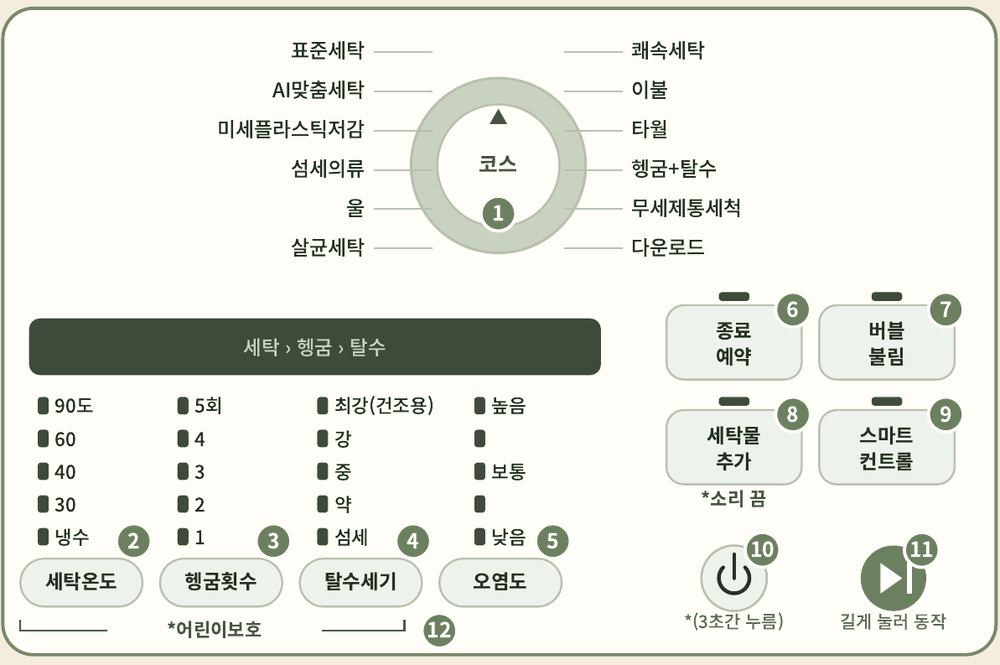 표준세탁
AI맞춤세탁
미세플라스틱저감
섬세의류
울
살균세탁
코스
1
쾌속세탁
이불
타월
헹굼+탈수
무세제통세척
다운로드
세탁 › 헹굼 › 탈수
90도
60
40
30
냉수
2
세탁온도
5회
4
3
2
1
3
헹굼횟수
최강(건조용)
강
중
약
섬세
4
탈수세기
높음
보통
낮음
5
오염도
*어린이보호
12
6
종료
예약
7
버블
불림
8
세탁물
추가
*소리 끔
9
스마트
컨트롤
10
*(3초간 누름)
11
길게 눌러 동작